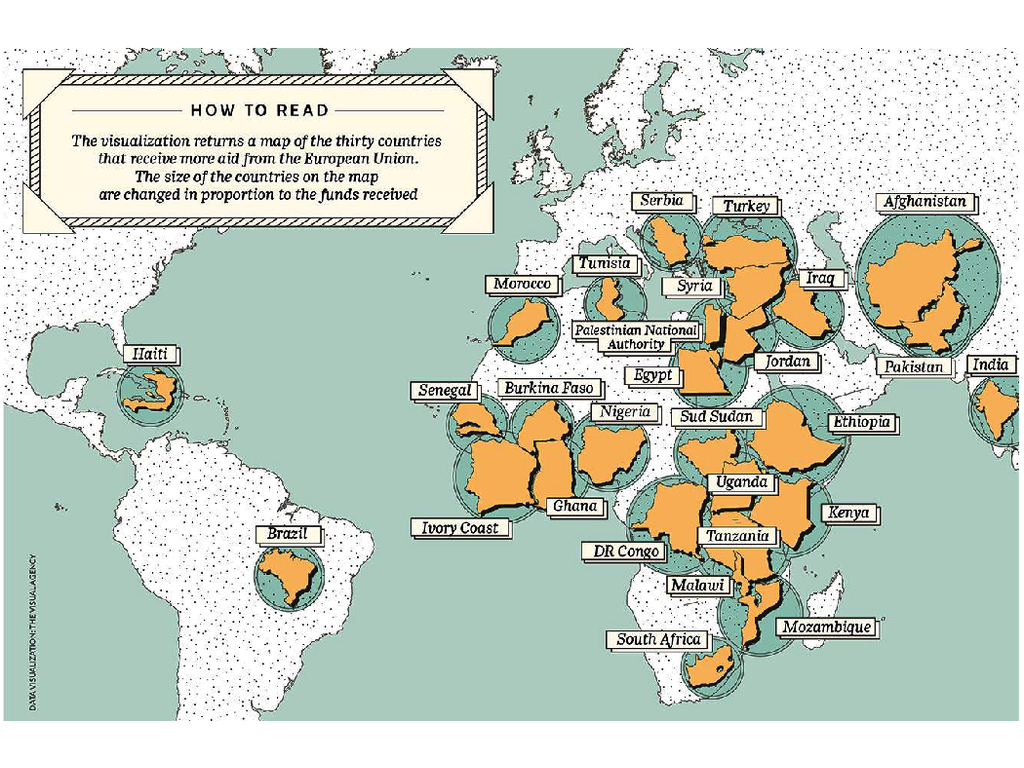 HOW TO READ
The visualization returns a map of the thirty countries
that receive more aid from the European Union.
The size of the countries on the map
are changed in proportion to the funds received
Serbia
Turkey
Afghanistan
Tunisia
Morocco
Syria
Iraq
Palestinian National
Authority
Haiti
Egypt
Jordan
Pakistan
India
Senegal
Burkina Faso
Nigeria
Sud Sudan
Ethiopia
Uganda
Ghana
Kenya
Ivory Coast
Brazil
Tanzania
DR Congo
Malawi
Mozambique
South Africa
DATA VISUALIZATION: THE VISUAL AGENCY